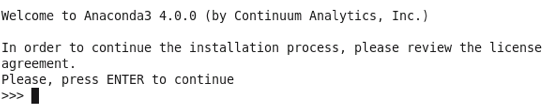 Welcome to Anaconda3 4.0.0 (by Continuum Analytics, Inc.)
In order to continue the installation process, please review the license
agreement.
Please, press ENTER to continue
>>>